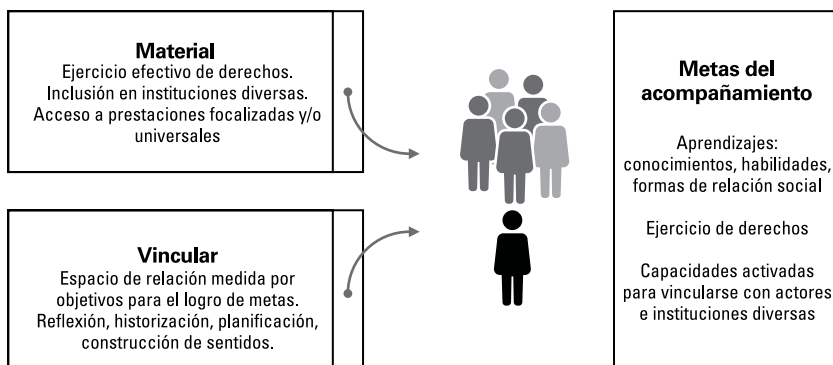 Material
Ejercicio efectivo de derechos.
Inclusión en instituciones diversas.
Acceso a prestaciones focalizadas y/o
universales
Vincular
Espacio de relación medida por
objetivos para el logro de metas.
Reflexión, historización, planificación,
construcción de sentidos.
Metas del
acompañamiento
Aprendizajes:
conocimientos, habilidades,
formas de relación social
Ejercicio de derechos
Capacidades activadas
para vincularse con actores
e instituciones diversas